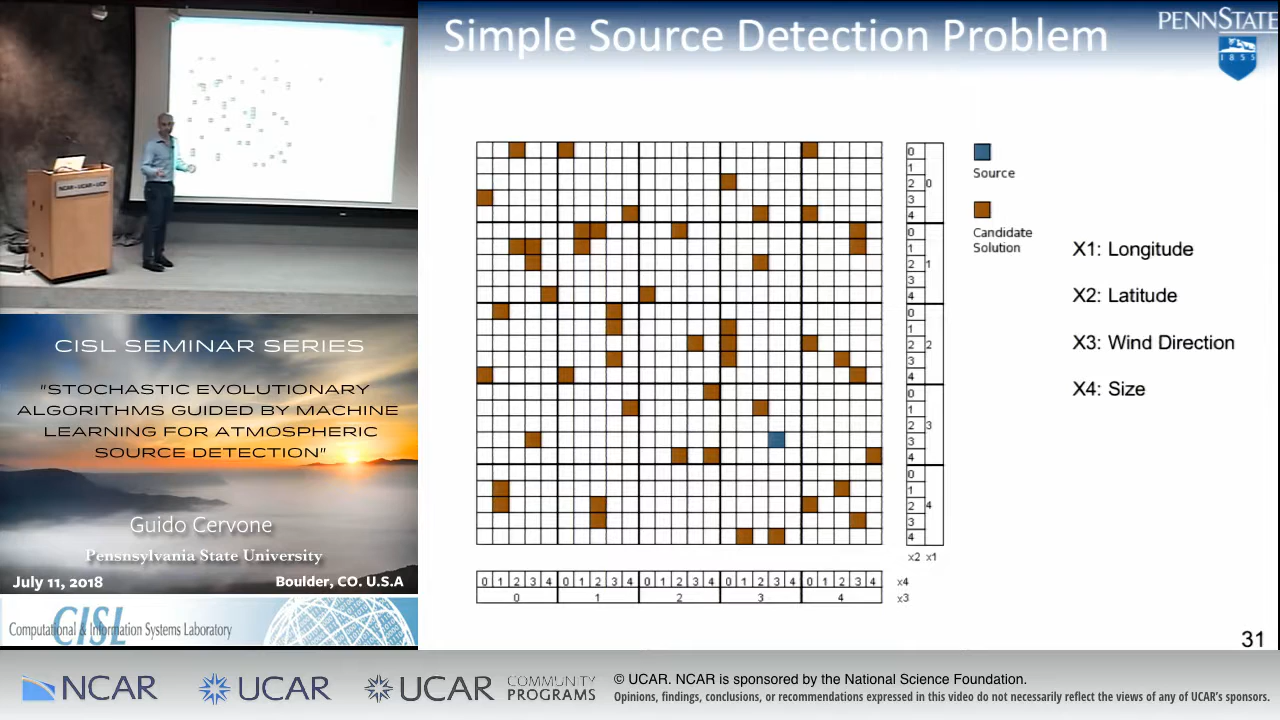 Simple Source Detection Problem
PENNSTATE
1 8 5 5
NCAR–UCAR–UCP
Source
Candidate
Solution
X1: Longitude
X2: Latitude
X3: Wind Direction
X4: Size
0
1
2 0
3
4
0
1
2 1
3
4
0
1
2 2
3
4
0
1
2 3
3
4
0
1
2 4
3
4
x2 x1
0 1 2 3 4 0 1 2 3 4 0 1 2 3 4 0 1 2 3 4 0 1 2 3 4 x4
0 1 2 3 4 x3
31
CISL SEMINAR SERIES
"STOCHASTIC EVOLUTIONARY
ALGORITHMS GUIDED BY MACHINE
LEARNING FOR ATMOSPHERIC
SOURCE DETECTION"
Guido Cervone
Pensnsylvania State University
July 11, 2018 Boulder, CO. U.S.A
CISL
Computational & Information Systems Laboratory
NCAR
UCAR
UCAR COMMUNITY
PROGRAMS
© UCAR. NCAR is sponsored by the National Science Foundation.
Opinions, findings, conclusions, or recommendations expressed in this video do not necessarily reflect the views of any of UCAR's sponsors.